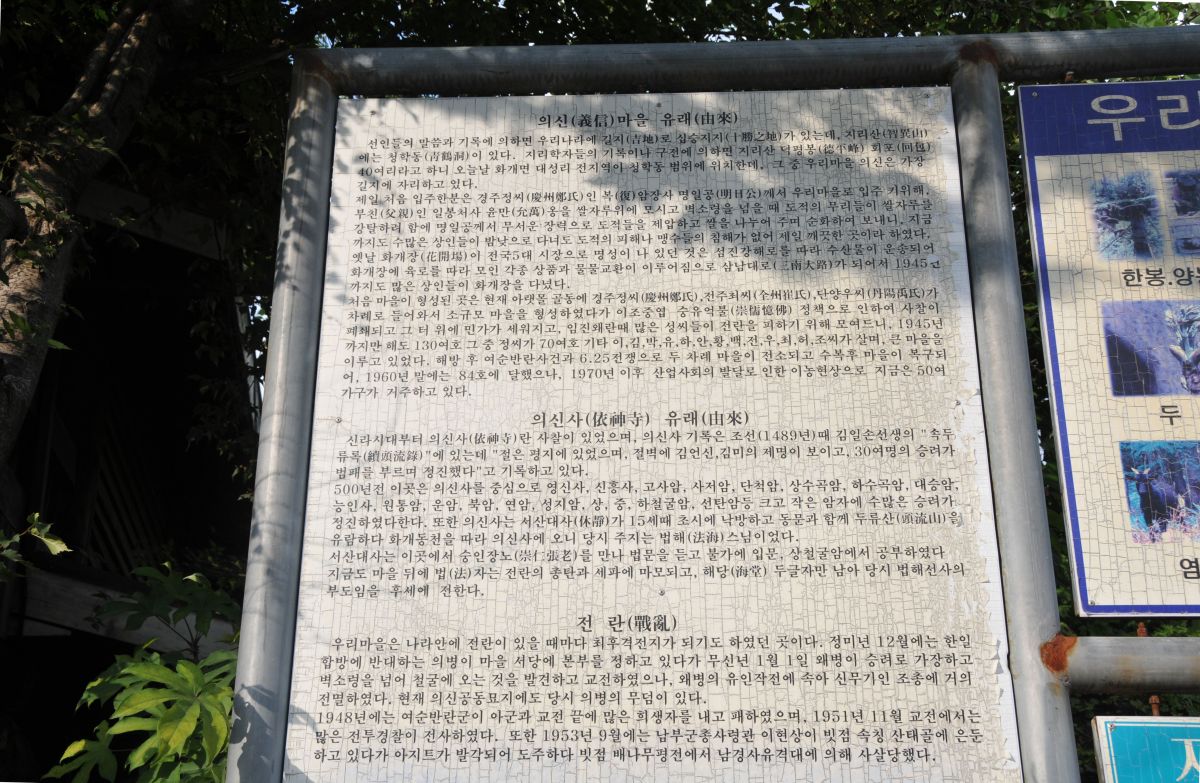 의신(義信)마을 유래(由來)
선인들의 말씀과 기록에 의하면 우리나라에 길지(吉地)로 십승지지(十勝之地)가 있는데, 지리산(智異山)
에는 청학동(靑鶴洞)이 있다. 지리학자들의 기록이나 구전에 의하면 지리산 덕평봉(德小峰) 회포(回包)
40여리라고 하니 오늘날 화개면 대성리 전지역이 청학동 범위에 위치한데, 그 중 우리마을 의신은 가장
길지에 자리하고 있다.
제일 처음 입주한분은 경주정씨(慶州鄭氏)인 복(復)암장사 명일공(明日公)께서 우리마을로 입주 키위해,
부친(父親)인 일본처사 윤만(允萬)옹을 쌀자루위에 모시고 벽소령을 넘을 때 도적의 무리들이 쌀자루를
강탈하려 함에 명일공께서 무서운 장력으로 도적들을 제압하고 쌀을 나누어 주며 순화하여 보내니, 지금
까지도 수많은 상인들이 밤낮으로 다녀도 도적의 피해나 맹수들의 침해가 없어 제일 깨끗한 곳이라 하였다.
옛날 화개장(花開場)이 전국5대 시장으로 명성이 나 있던 것은 섬진강해로를 따라 수산물이 운송되어
화개장에 육로를 따라 모인 각종 상품과 물물교환이 이루어짐으로 삼남대로(三南大路)가 되어서 1945년
까지도 많은 상인들이 화개장을 다녔다.
처음 마을이 형성된 곳은 현재 아랫몰 골동에 경주정씨(慶州鄭氏),전주최씨(全州崔氏),단양우씨(丹陽禹氏)가
차례로 들어와서 소규모 마을을 형성하였다가 이조중엽 숭유억불(崇儒憶佛) 정책으로 인하여 사찰이
폐쇄되고 그 터 위에 민가가 세워지고, 임진왜란때 많은 성씨들이 전란을 피하기 위해 모여드니, 1945년
까지만 해도 130여호 그 중 정씨가 70여호 기타 이,김,박,유,하,안,황,백,전,우,최,허,조씨가 살며, 큰 마을을
이루고 있었다. 해방 후 여순반란사건과 6.25전쟁으로 두 차례 마을이 전소되고 수복후 마을이 복구되
어, 1960년 말에는 84호에 달했으나, 1970년 이후 산업사회의 발달로 인한 이농현상으로 지금은 50여
가구가 거주하고 있다.
의신사(依神寺) 유래(由來)
신라시대부터 의신사(依神寺)란 사찰이 있었으며, 의신사 기록은 조선(1489년)때 김일손선생의 "속두
류록(續頭流錄)"에 있는데 "절은 평지에 있었으며, 절벽에 김언신,김미의 제명이 보이고, 30여명의 승려가
범패를 부르며 정진했다"고 기록하고 있다.
500년전 이곳은 의신사를 중심으로 영신사, 신흥사, 고사암, 사저암, 단척암, 상수곡암, 하수곡암, 대승암,
능인사, 원통암, 은암, 북암, 연암, 성지암, 상, 중, 하철굴암, 선탄암등 크고 작은 암자에 수많은 승려가
정진하였다한다. 또한 의신사는 서산대사(休靜)가 15세때 초시에 낙방하고 동문과 함께 두류산(頭流山)을
유람하다 화개동천을 따라 의신사에 오니 당시 주지는 법해(法海)스님이었다.
서산대사는 이곳에서 숭인장노(崇仁張老)를 만나 법문을 듣고 불가에 입문, 상철굴암에서 공부하였다
지금도 마을 뒤에 법(法)자는 전란의 총탄과 세파에 마모되고, 해당(海堂) 두글자만 남아 당시 법해선사의
부도임을 후세에 전한다.
전 란(戰亂)
우리마을은 나라안에 전란이 있을 때마다 최후격전지가 되기도 하였던 곳이다. 정미년 12월에는 한일
합방에 반대하는 의병이 마을 서당에 본부를 정하고 있다가 무신년 1월 1일 왜병이 승려로 가장하고
벽소령을 넘어 철굴에 오는 것을 발견하고 교전하였으나, 왜병의 유인작전에 속아 신무기인 조총에 거의
전멸하였다. 현재 의신공동묘지에도 당시 의병의 무덤이 있다.
1948년에는 여순반란군이 아군과 교전 끝에 많은 희생자를 내고 패하였으며, 1951년 11월 교전에서는
많은 전투경찰이 전사하였다. 또한 1953년 9월에는 남부군총사령관 이현상이 빗점 속칭 산태골에 은둔
하고 있다가 아지트가 발각되어 도주하다 빗점 배나무평전에서 남경사유격대에 의해 사살당했다.
우리
한봉.양
두
염